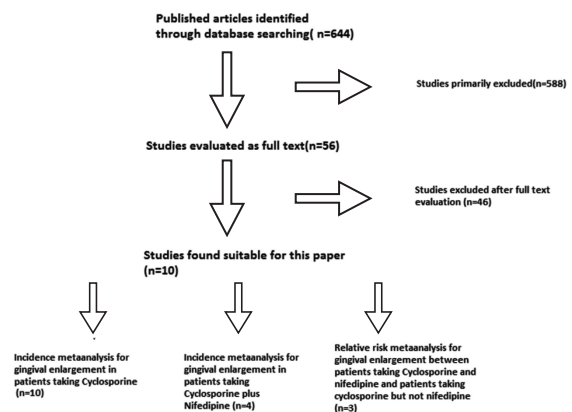 Published articles identified
through database searching( n=644)
Studies primarily excluded(n=588)
Studies evaluated as full text(n=56)
Studies excluded after full text
evaluation (n=46)
Studies found suitable for this paper
(n=10)
Incidence metaanalysis for
gingival enlargement in
patients taking Cyclosporine
(n=10)
Incidence metaanalysis for
gingival enlargement in
patients taking
Cyclosporine plus
Nifedipine (n=4)
Relative risk metaanalysis for
gingival enlargement between
patients taking Cyclosporine and
nifedipine and patients taking
cyclosporine but not nifedipine
(n=3)